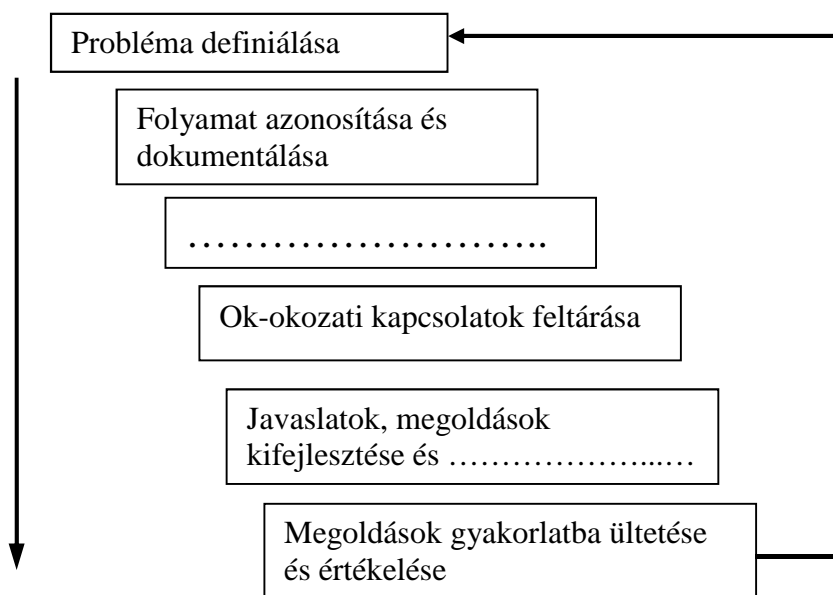 Probléma definiálása
Folyamat azonosítása és
dokumentálása
………………………..
Ok-okozati kapcsolatok feltárása
Javaslatok, megoldások
kifejlesztése és …………………...…
Megoldások gyakorlatba ültetése
és értékelése